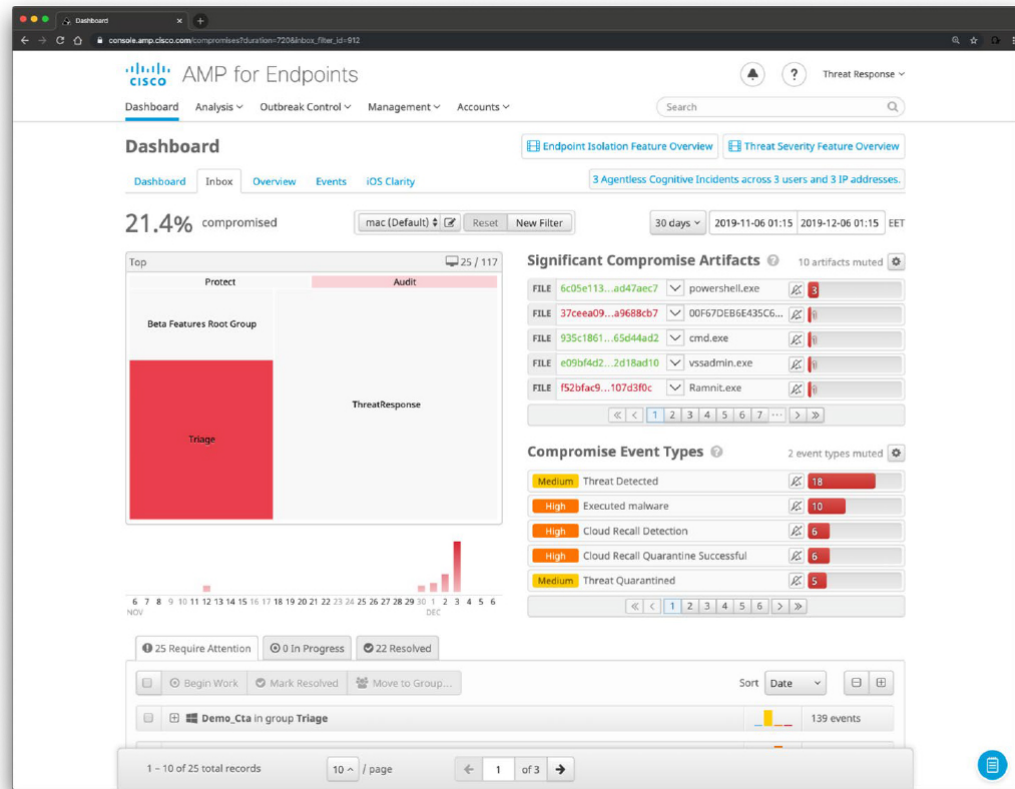 Dashboard
console.amp.cisco.com/compromises?duration=720&inbox_filter_id=912
CISCO AMP for Endpoints
? Threat Response
Dashboard Analysis Outbreak Control Management Accounts
Search
Dashboard
Endpoint Isolation Feature Overview Threat Severity Feature Overview
Dashboard Inbox Overview Events iOS Clarity
3 Agentless Cognitive Incidents across 3 users and 3 IP addresses.
21.4% compromised
mac (Default) Reset New Filter
30 days 2019-11-06 01:15 2019-12-06 01:15 EET
Top 25 / 117
Protect Audit
Beta Features Root Group
Triage
ThreatResponse
6 7 8 9 10 11 12 13 14 15 16 17 18 19 20 21 22 23 24 25 26 27 28 29 30 1 2 3 4 5 6
NOV DEC
Significant Compromise Artifacts ? 10 artifacts muted
FILE 6c05e113...ad47aec7 powershell.exe 3
FILE 37ceea09...a9688cb7 00F67DEB6E435C6...
FILE 935c1861...65d44ad2 cmd.exe
FILE e09bf4d2...2d18ad10 vssadmin.exe
FILE f52bfac9...107d3f0c Ramnit.exe
« < 1 2 3 4 5 6 7 ... > »
Compromise Event Types ? 2 event types muted
Medium Threat Detected 18
High Executed malware 10
High Cloud Recall Detection 6
High Cloud Recall Quarantine Successful 6
Medium Threat Quarantined 5
« < 1 2 3 4 5 6 > »
25 Require Attention 0 In Progress 22 Resolved
Begin Work Mark Resolved Move to Group...
Sort Date
Demo_Cta in group Triage 139 events
1 – 10 of 25 total records 10 / page 1 of 3